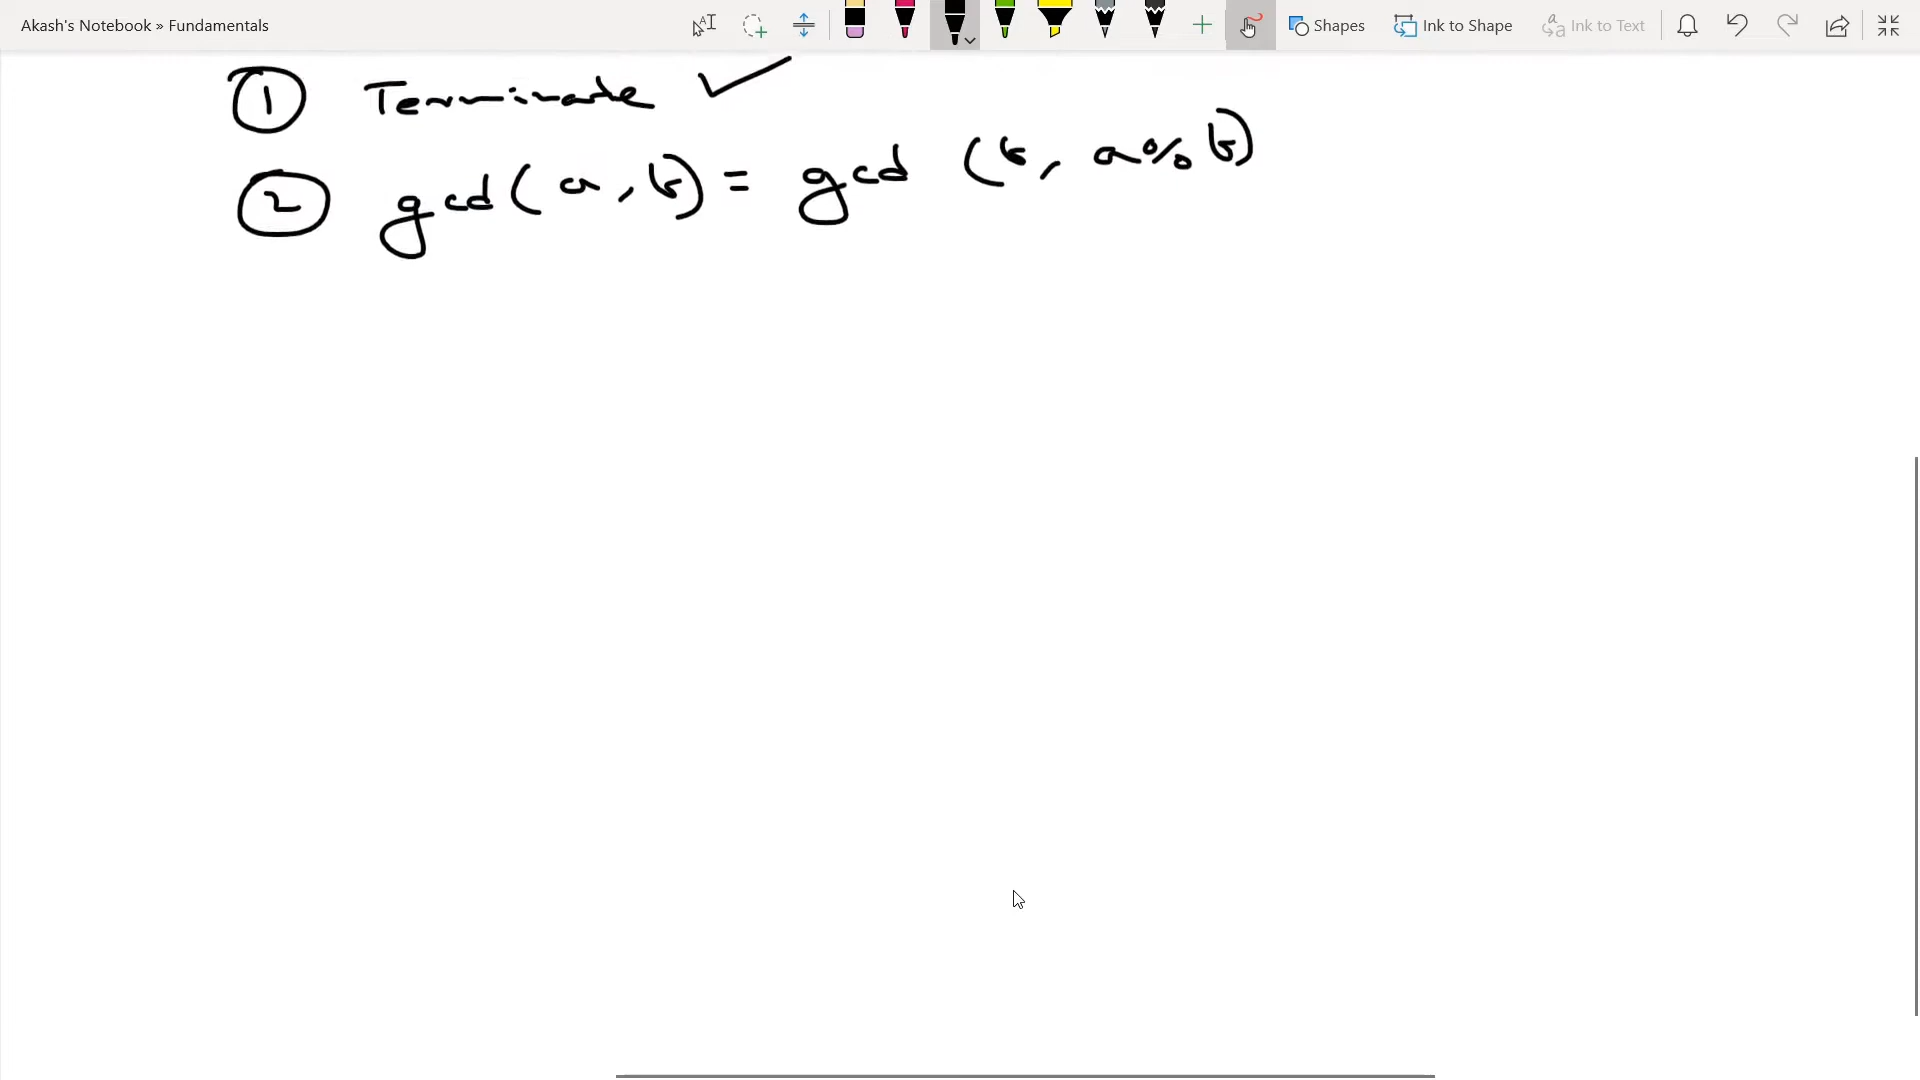 Akash's Notebook » Fundamentals
Shapes
Ink to Shape
Ink to Text
① Terminate ✓
② gcd(a, b) = gcd (b, a%b)